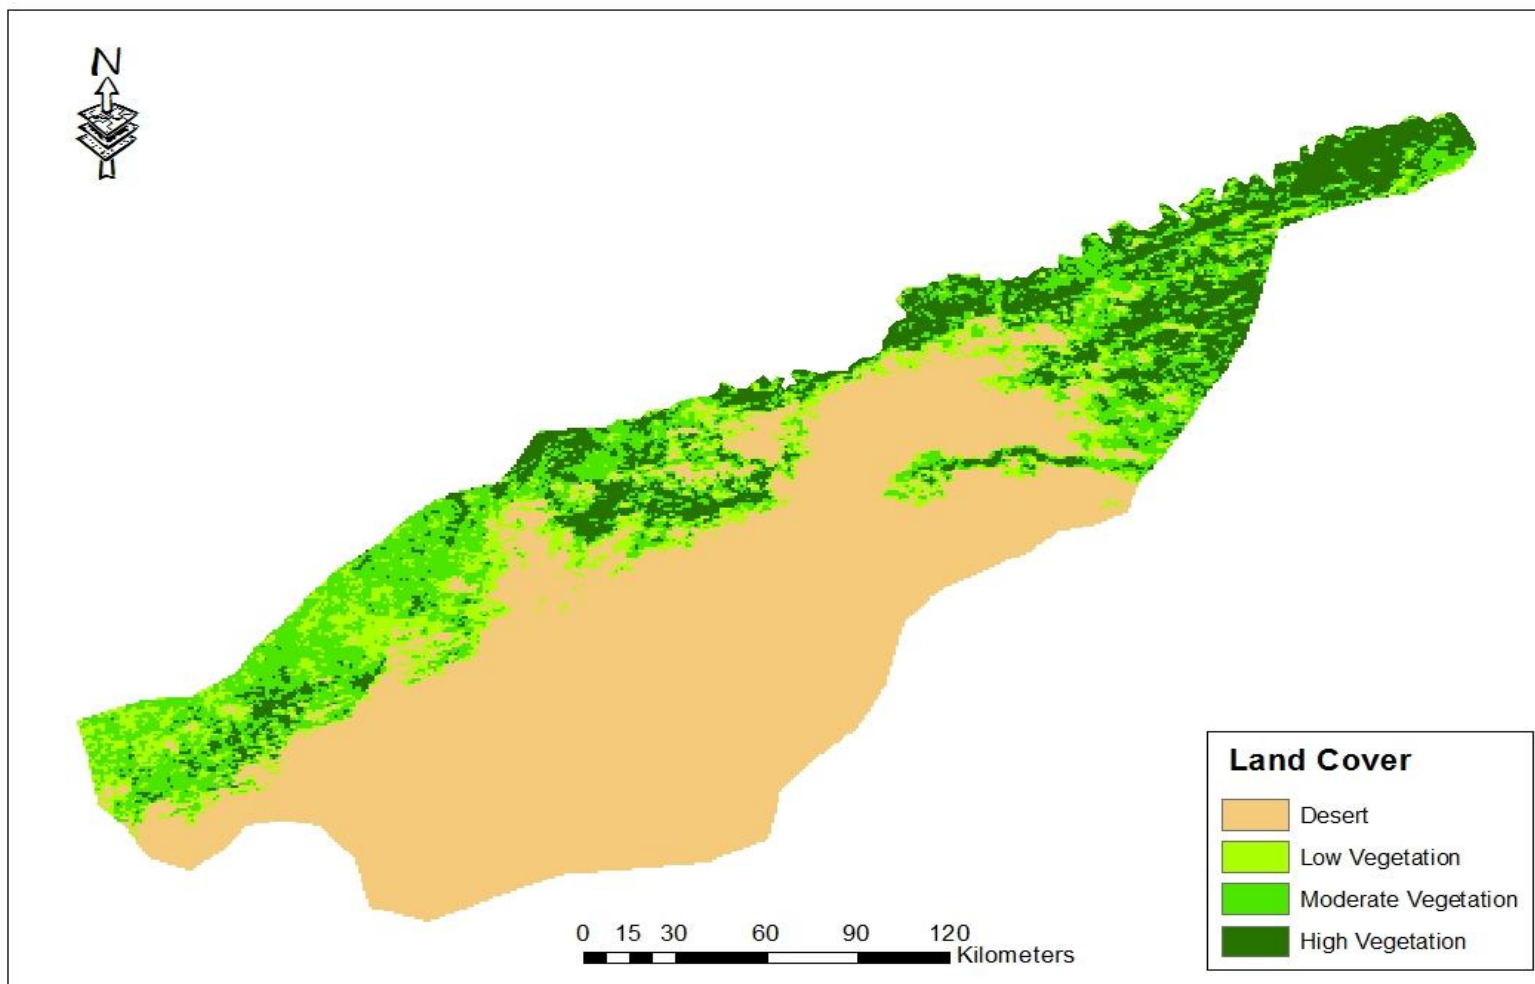 N
Land Cover
Desert
Low Vegetation
Moderate Vegetation
High Vegetation
0 15 30 60 90 120
Kilometers